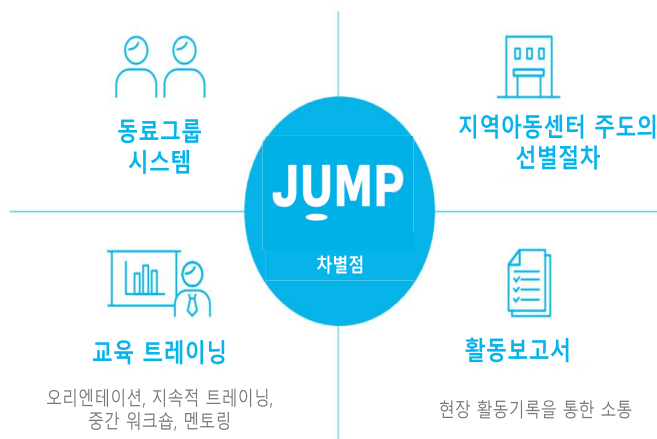 동료그룹
시스템
지역아동센터 주도의
선별절차
JUMP
차별점
교육 트레이닝
오리엔테이션, 지속적 트레이닝,
중간 워크숍, 멘토링
활동보고서
현장 활동기록을 통한 소통